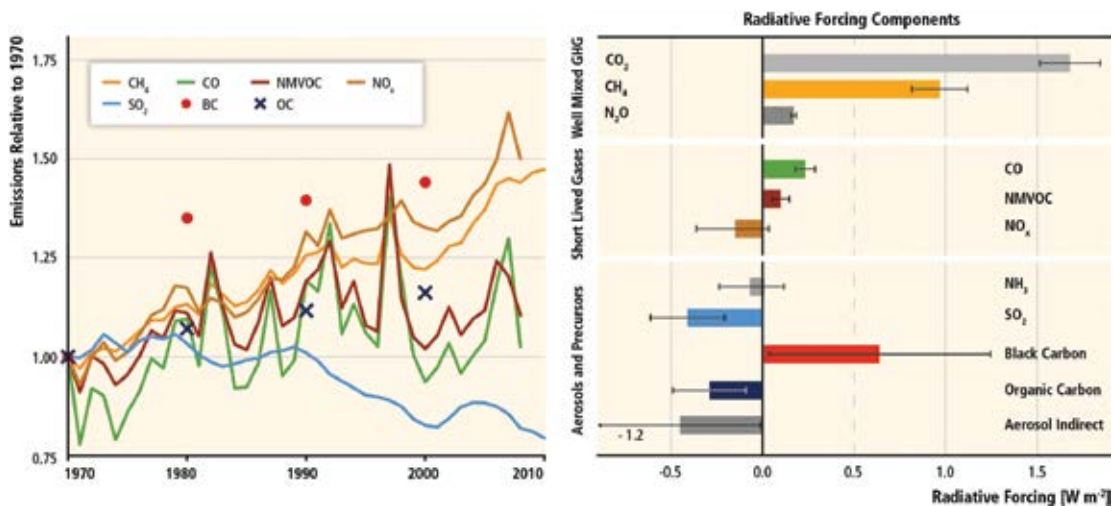 1.75
1.50
1.25
1.00
0.75
Emissions Relative to 1970
CH₄ CO NMVOC NOₓ
SO₂ BC OC
1970 1980 1990 2000 2010
Radiative Forcing Components
Well Mixed GHG
CO₂
CH₄
N₂O
Short Lived Gases
CO
NMVOC
NOₓ
Aerosols and Precursors
NH₃
SO₂
Black Carbon
Organic Carbon
Aerosol Indirect
- 1.2
-0.5 0.0 0.5 1.0 1.5
Radiative Forcing [W m⁻²]